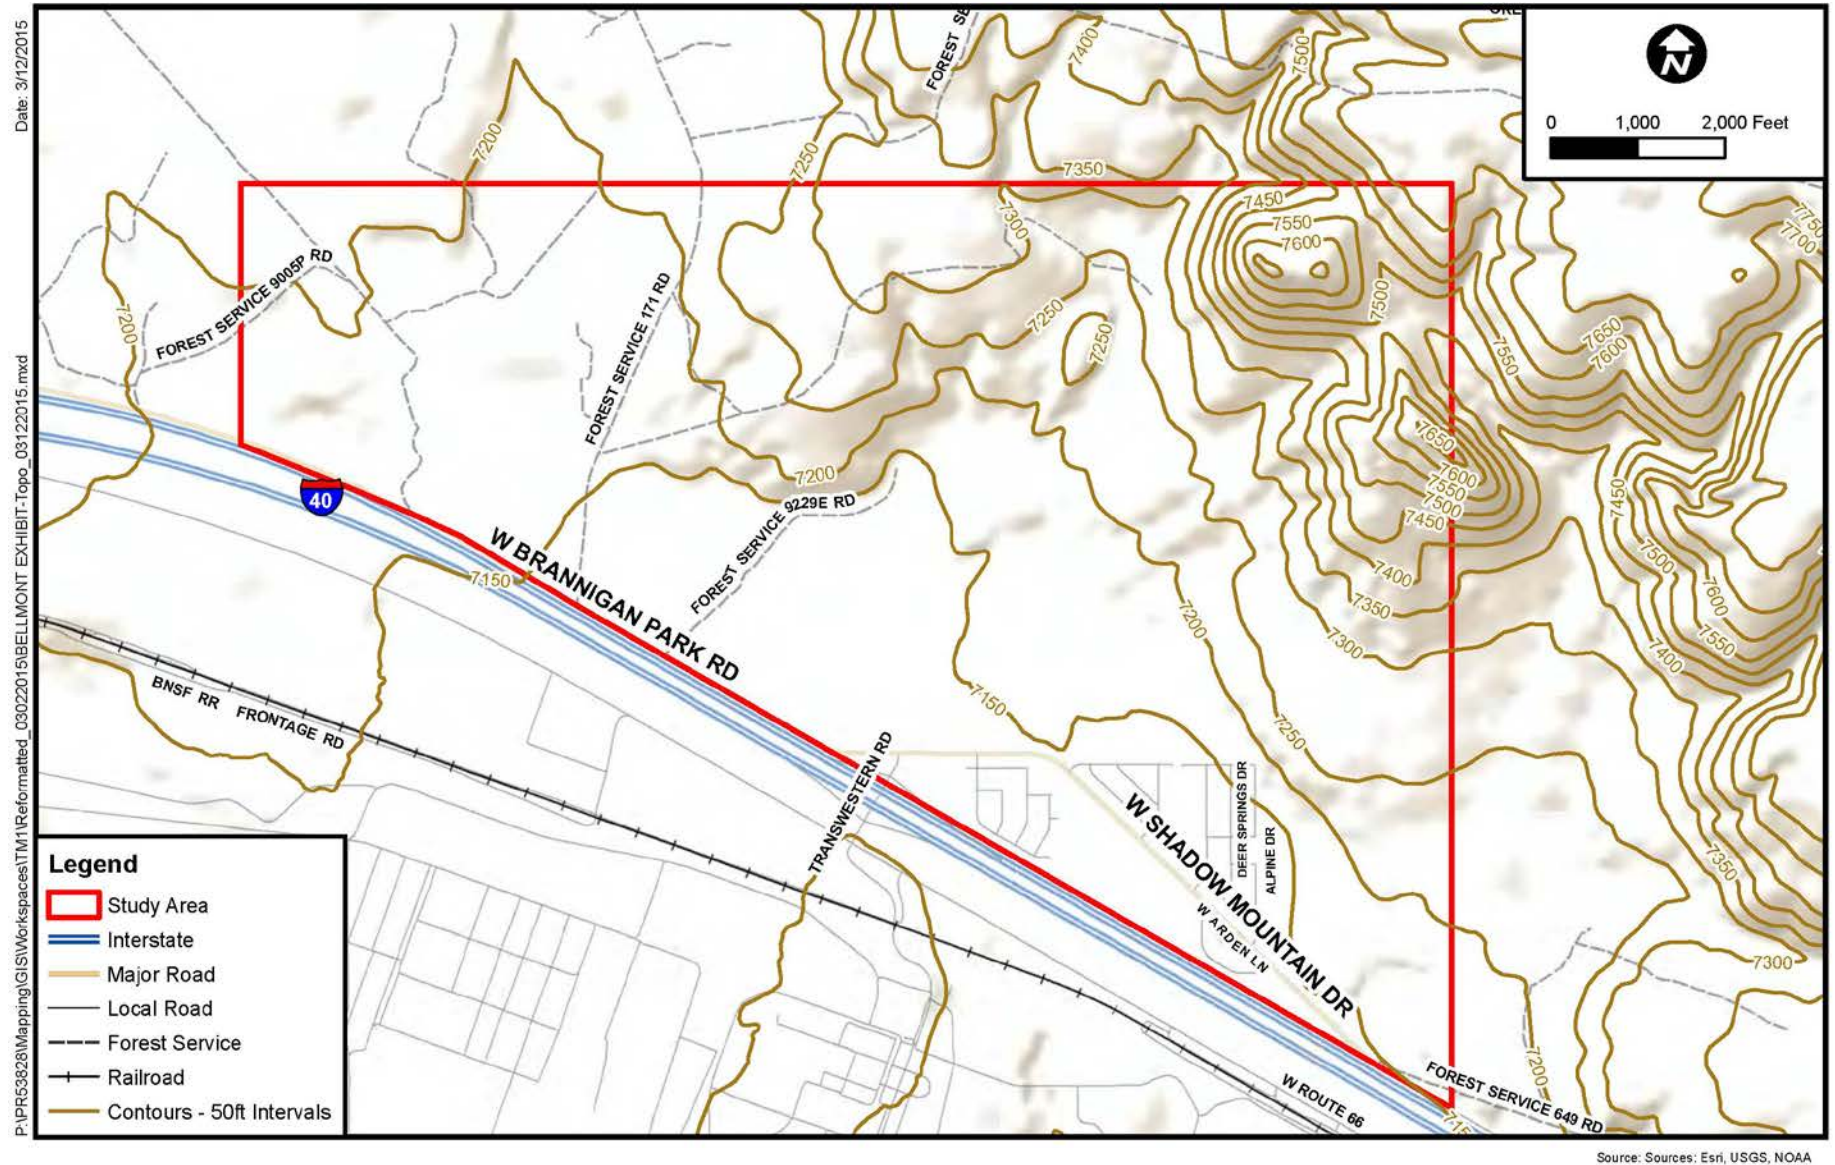 Date: 3/12/2015
P:\PR53828\Mapping\GIS\Workspaces\TM1\Reformatted_03022015\BELLMONT EXHIBIT-Topo_03122015.mxd
N
0 1,000 2,000 Feet
FOREST SE
7400
7500
7200
7250
7350
7450
7550
7600
7300
7750
7700
FOREST SERVICE 9005P RD
7200
FOREST SERVICE 171 RD
7250
7250
7500
7550
7650
7600
7650
7600
7550
7500
7450
7450
7200
FOREST SERVICE 9229E RD
40
W BRANNIGAN PARK RD
7150
7400
7350
7300
7200
7500
7600
7550
7400
BNSF RR
FRONTAGE RD
7150
7250
TRANSWESTERN RD
W SHADOW MOUNTAIN DR
DEER SPRINGS DR
ALPINE DR
W ARDEN LN
7350
7300
7200
FOREST SERVICE 649 RD
W ROUTE 66
715
Legend
Study Area
Interstate
Major Road
Local Road
Forest Service
Railroad
Contours - 50ft Intervals
Source: Sources: Esri, USGS, NOAA